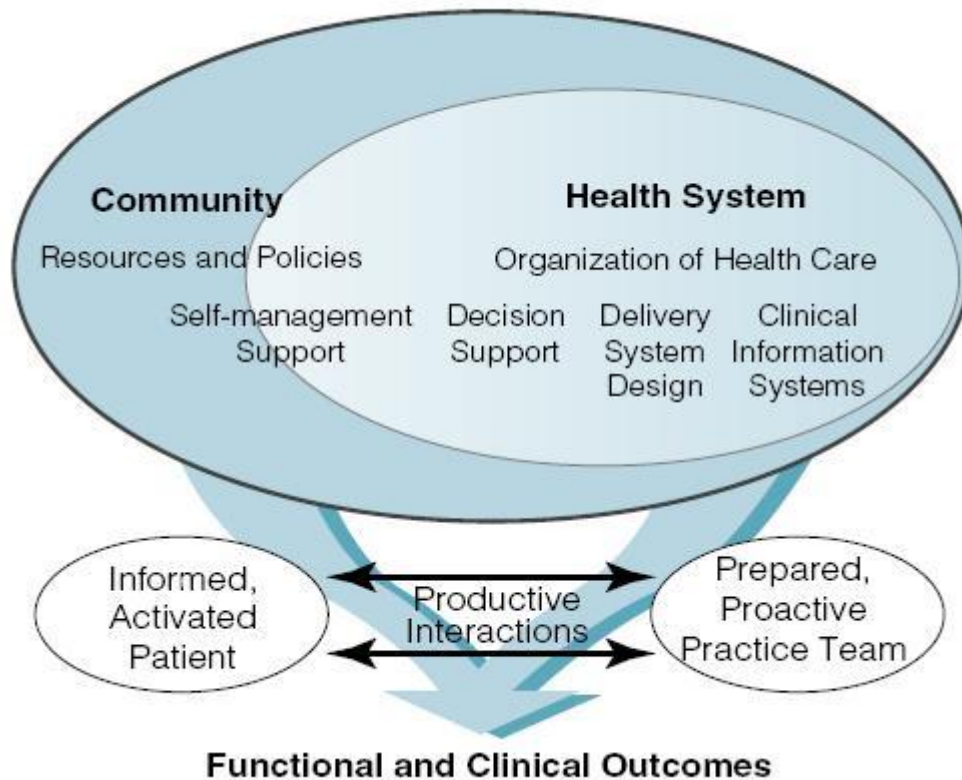 Community
Resources and Policies
Health System
Organization of Health Care
Self-management
Support
Decision
Support
Delivery
System
Design
Clinical
Information
Systems
Informed,
Activated
Patient
Productive
Interactions
Prepared,
Proactive
Practice Team
Functional and Clinical Outcomes